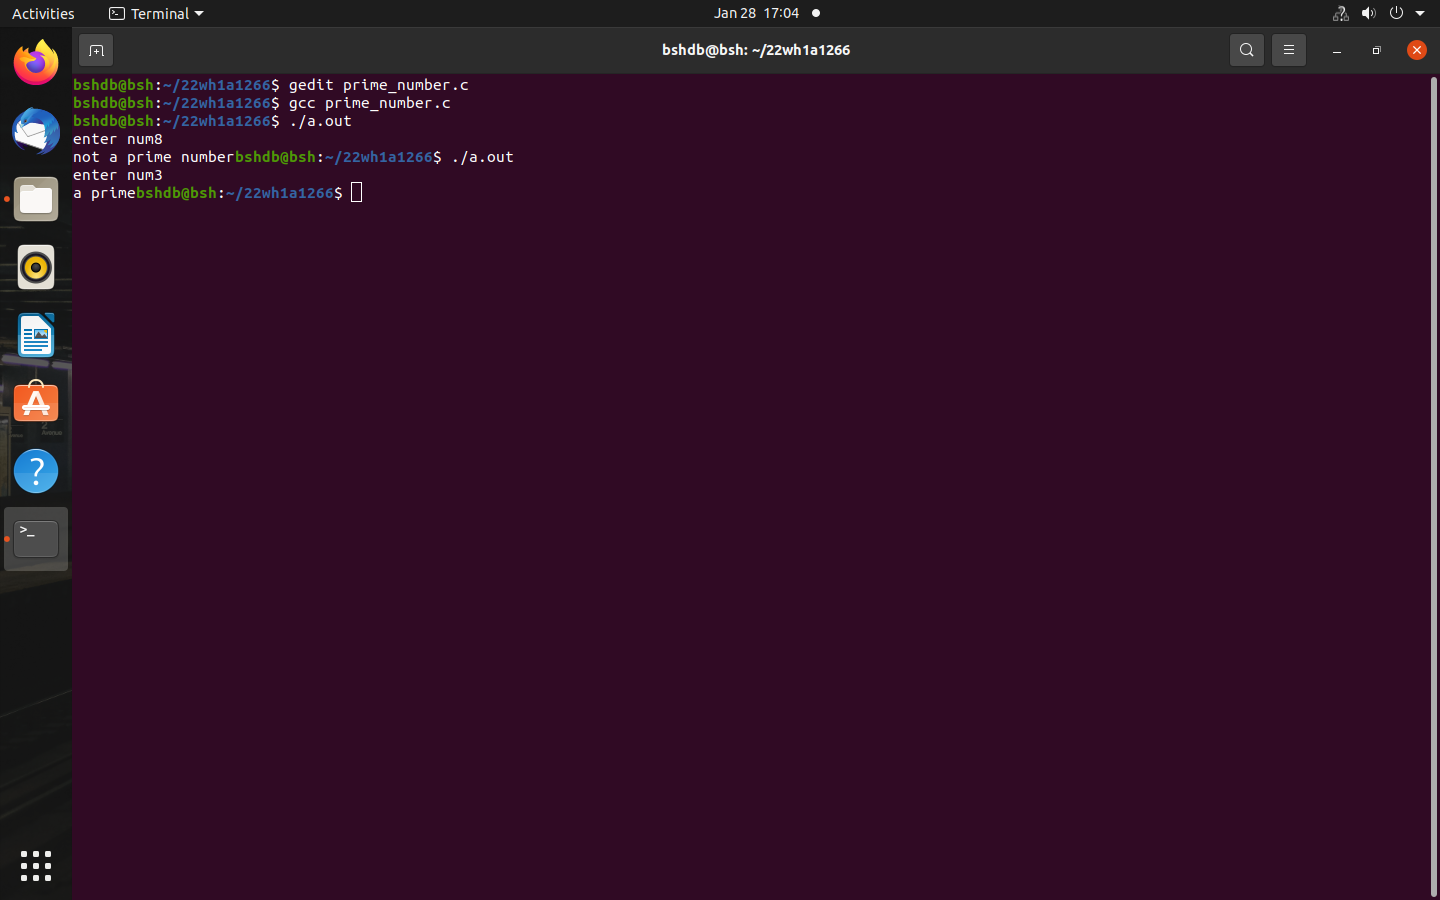 Activities
Terminal
Jan 28 17:04
bshdb@bsh: ~/22wh1a1266
bshdb@bsh:~/22wh1a1266$ gedit prime_number.c
bshdb@bsh:~/22wh1a1266$ gcc prime_number.c
bshdb@bsh:~/22wh1a1266$ ./a.out
enter num8
not a prime numberbshdb@bsh:~/22wh1a1266$ ./a.out
enter num3
a primebshdb@bsh:~/22wh1a1266$